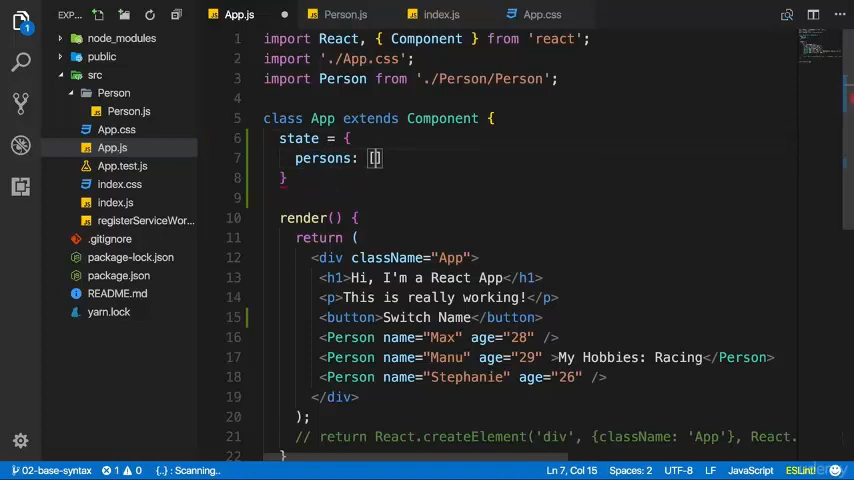 EXP...
App.js
Person.js
index.js
App.css
node_modules
public
src
Person
Person.js
App.css
App.js
App.test.js
index.css
index.js
registerServiceWor...
.gitignore
package-lock.json
package.json
README.md
yarn.lock
1 import React, { Component } from 'react';
2 import './App.css';
3 import Person from './Person/Person';
4
5 class App extends Component {
6 state = {
7 persons: []
8 }
9
10 render() {
11 return (
12 <div className="App">
13 <h1>Hi, I'm a React App</h1>
14 <p>This is really working!</p>
15 <button>Switch Name</button>
16 <Person name="Max" age="28" />
17 <Person name="Manu" age="29" >My Hobbies: Racing</Person>
18 <Person name="Stephanie" age="26" />
19 </div>
20 );
21 // return React.createElement('div', {className: 'App'}, React.
22 }
02-base-syntax
1 0
{..} : Scanning..
Ln 7, Col 15
Spaces: 2
UTF-8
LF
JavaScript
ESLint!
udemy